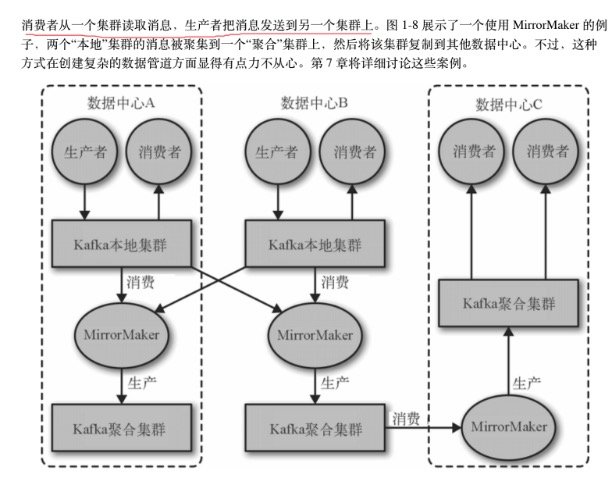 消费者从一个集群读取消息，生产者把消息发送到另一个集群上。图 1-8 展示了一个使用 MirrorMaker 的例
子，两个“本地”集群的消息被聚集到一个“聚合”集群上，然后将该集群复制到其他数据中心。不过，这种
方式在创建复杂的数据管道方面显得有点力不从心。第 7 章将详细讨论这些案例。
数据中心A
数据中心B
数据中心C
生产者
消费者
生产者
消费者
消费者
消费者
Kafka本地集群
Kafka本地集群
消费
消费
Kafka聚合集群
MirrorMaker
MirrorMaker
生产
生产
生产
Kafka聚合集群
Kafka聚合集群
消费
MirrorMaker